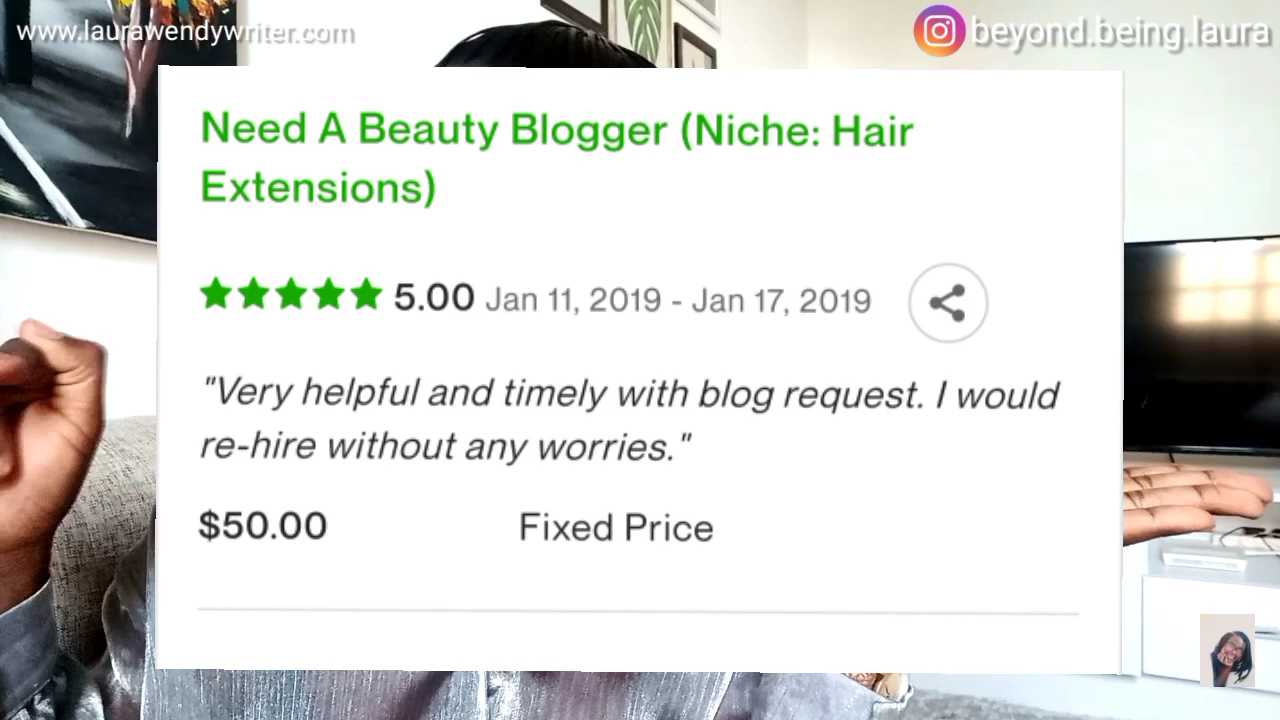 www.laurawendywriter.com
beyond.being.laura
Need A Beauty Blogger (Niche: Hair
Extensions)
5.00 Jan 11, 2019 - Jan 17, 2019
"Very helpful and timely with blog request. I would
re-hire without any worries."
$50.00 Fixed Price